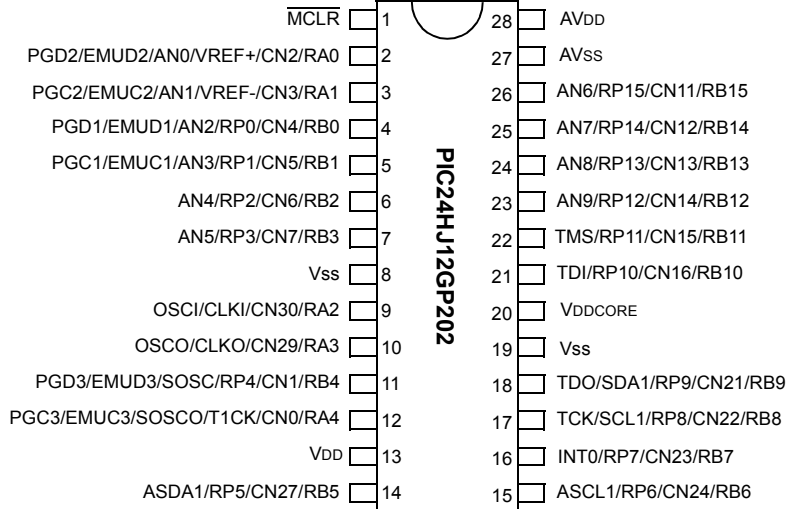 MCLR 1 28 AVDD
PGD2/EMUD2/AN0/VREF+/CN2/RA0 2 27 AVSS
PGC2/EMUC2/AN1/VREF-/CN3/RA1 3 26 AN6/RP15/CN11/RB15
PGD1/EMUD1/AN2/RP0/CN4/RB0 4 25 AN7/RP14/CN12/RB14
PGC1/EMUC1/AN3/RP1/CN5/RB1 5 24 AN8/RP13/CN13/RB13
AN4/RP2/CN6/RB2 6 23 AN9/RP12/CN14/RB12
AN5/RP3/CN7/RB3 7 22 TMS/RP11/CN15/RB11
Vss 8 21 TDI/RP10/CN16/RB10
OSCI/CLKI/CN30/RA2 9 20 VDDCORE
OSCO/CLKO/CN29/RA3 10 19 Vss
PGD3/EMUD3/SOSC/RP4/CN1/RB4 11 18 TDO/SDA1/RP9/CN21/RB9
PGC3/EMUC3/SOSCO/T1CK/CN0/RA4 12 17 TCK/SCL1/RP8/CN22/RB8
VDD 13 16 INT0/RP7/CN23/RB7
ASDA1/RP5/CN27/RB5 14 15 ASCL1/RP6/CN24/RB6
PIC24HJ12GP202